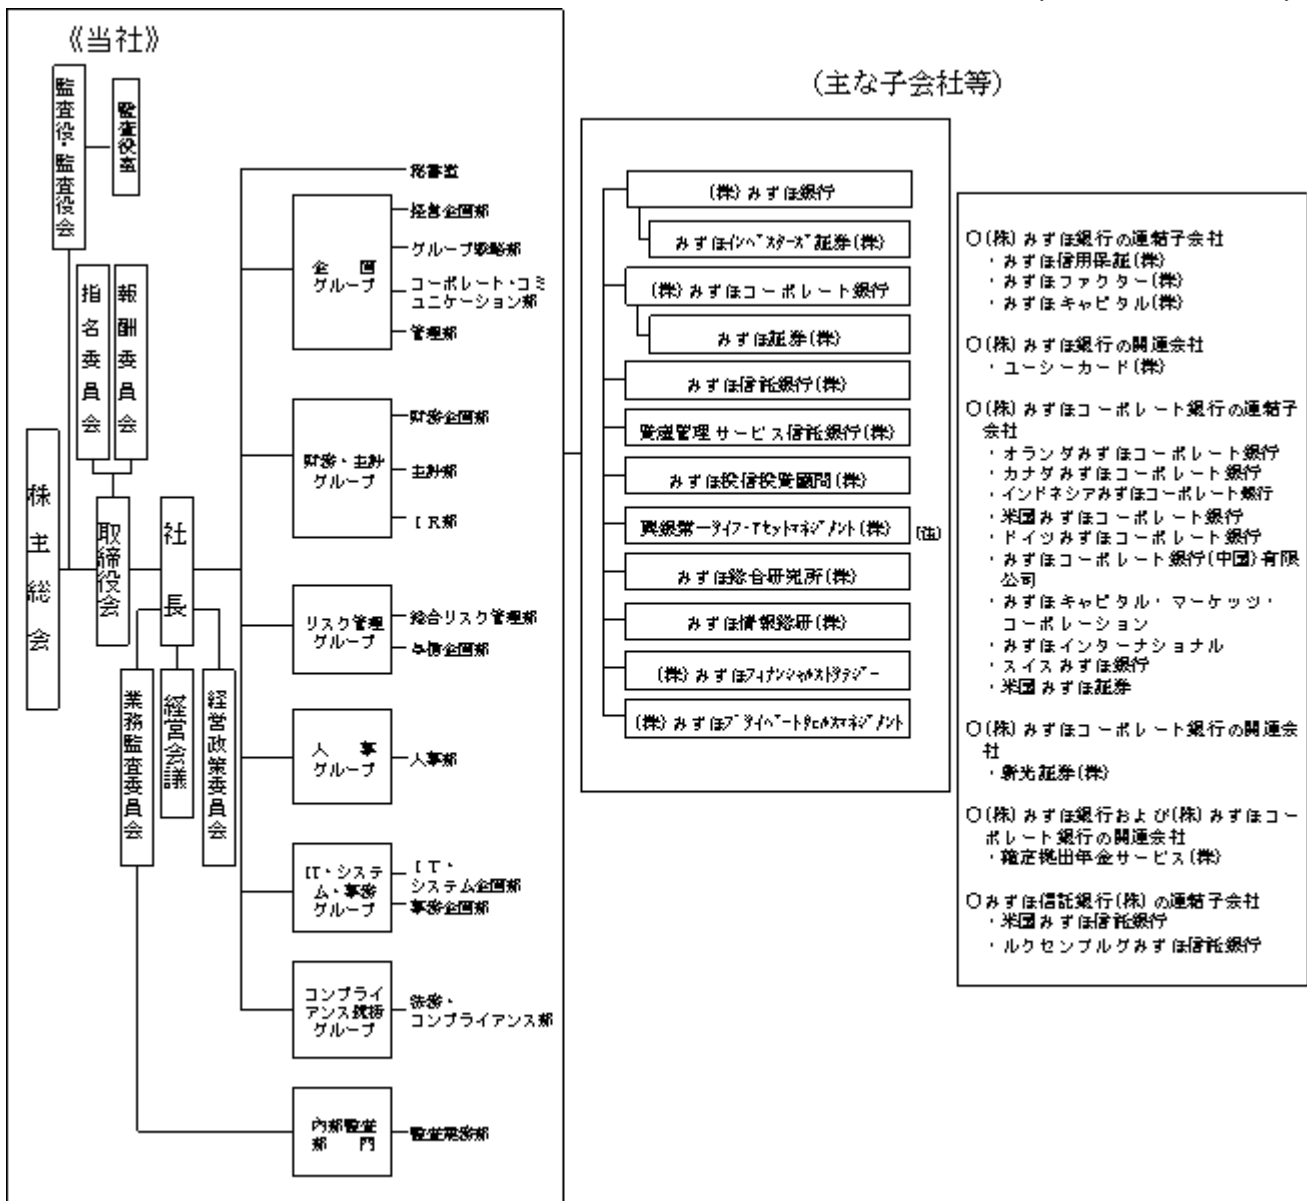 《当社》
監査役・監査役会
監査役室
指名委員会
報酬委員会
株主総会
取締役会
社長
業務監査委員会
経営会議
経営政策委員会
秘書室
企画
グループ
経営企画部
グループ戦略部
コーポレート・コミ
ュニケーション部
管理部
財務・主計
グループ
財務企画部
主計部
IR部
リスク管理
グループ
総合リスク管理部
与信企画部
人事
グループ
人事部
IT・システ
ム・事務
グループ
IT・
システム企画部
事務企画部
コンプライ
アンス統括
グループ
法務・
コンプライアンス部
内部監査
部門
監査業務部
(主な子会社等)
(株)みずほ銀行
みずほインベスターズ証券(株)
(株)みずほコーポレート銀行
みずほ証券(株)
みずほ信託銀行(株)
資産管理サービス信託銀行(株)
みずほ投信投資顧問(株)
興銀第一ライフ・アセットマネジメント(株)
(注)
みずほ総合研究所(株)
みずほ情報総研(株)
(株)みずほフィナンシャルストラテジー
(株)みずほプライベートウェルスマネジメント
○(株)みずほ銀行の連結子会社
・みずほ信用保証(株)
・みずほファクター(株)
・みずほキャピタル(株)
○(株)みずほ銀行の関連会社
・ユーシーカード(株)
○(株)みずほコーポレート銀行の連結子
会社
・オランダみずほコーポレート銀行
・カナダみずほコーポレート銀行
・インドネシアみずほコーポレート銀行
・米国みずほコーポレート銀行
・ドイツみずほコーポレート銀行
・みずほコーポレート銀行(中国)有限
公司
・みずほキャピタル・マーケッツ・
コーポレーション
・みずほインターナショナル
・スイスみずほ銀行
・米国みずほ証券
○(株)みずほコーポレート銀行の関連会
社
・新光証券(株)
○(株)みずほ銀行および(株)みずほコー
ポレート銀行の関連会社
・確定拠出年金サービス(株)
○みずほ信託銀行(株)の連結子会社
・米国みずほ信託銀行
・ルクセンブルグみずほ信託銀行